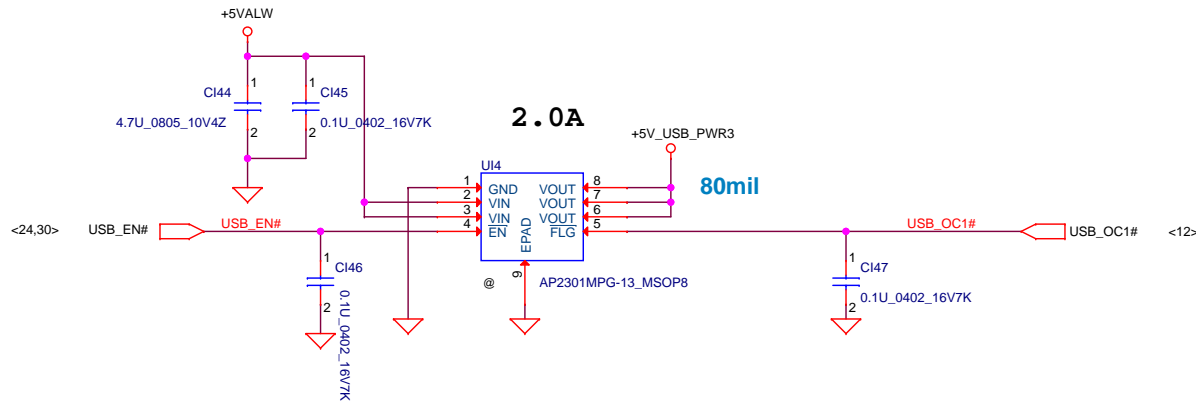 +5VALW
CI44
1
2
4.7U_0805_10V4Z
CI45
1
2
0.1U_0402_16V7K
2.0A
+5V_USB_PWR3
80mil
UI4
1 GND VOUT 8
2 VIN VOUT 7
3 VIN VOUT 6
4 EN FLG 5
EPAD
9
@
AP2301MPG-13_MSOP8
<24,30> USB_EN# USB_EN#
USB_OC1# USB_OC1# <12>
CI46
1
2
0.1U_0402_16V7K
CI47
1
2
0.1U_0402_16V7K